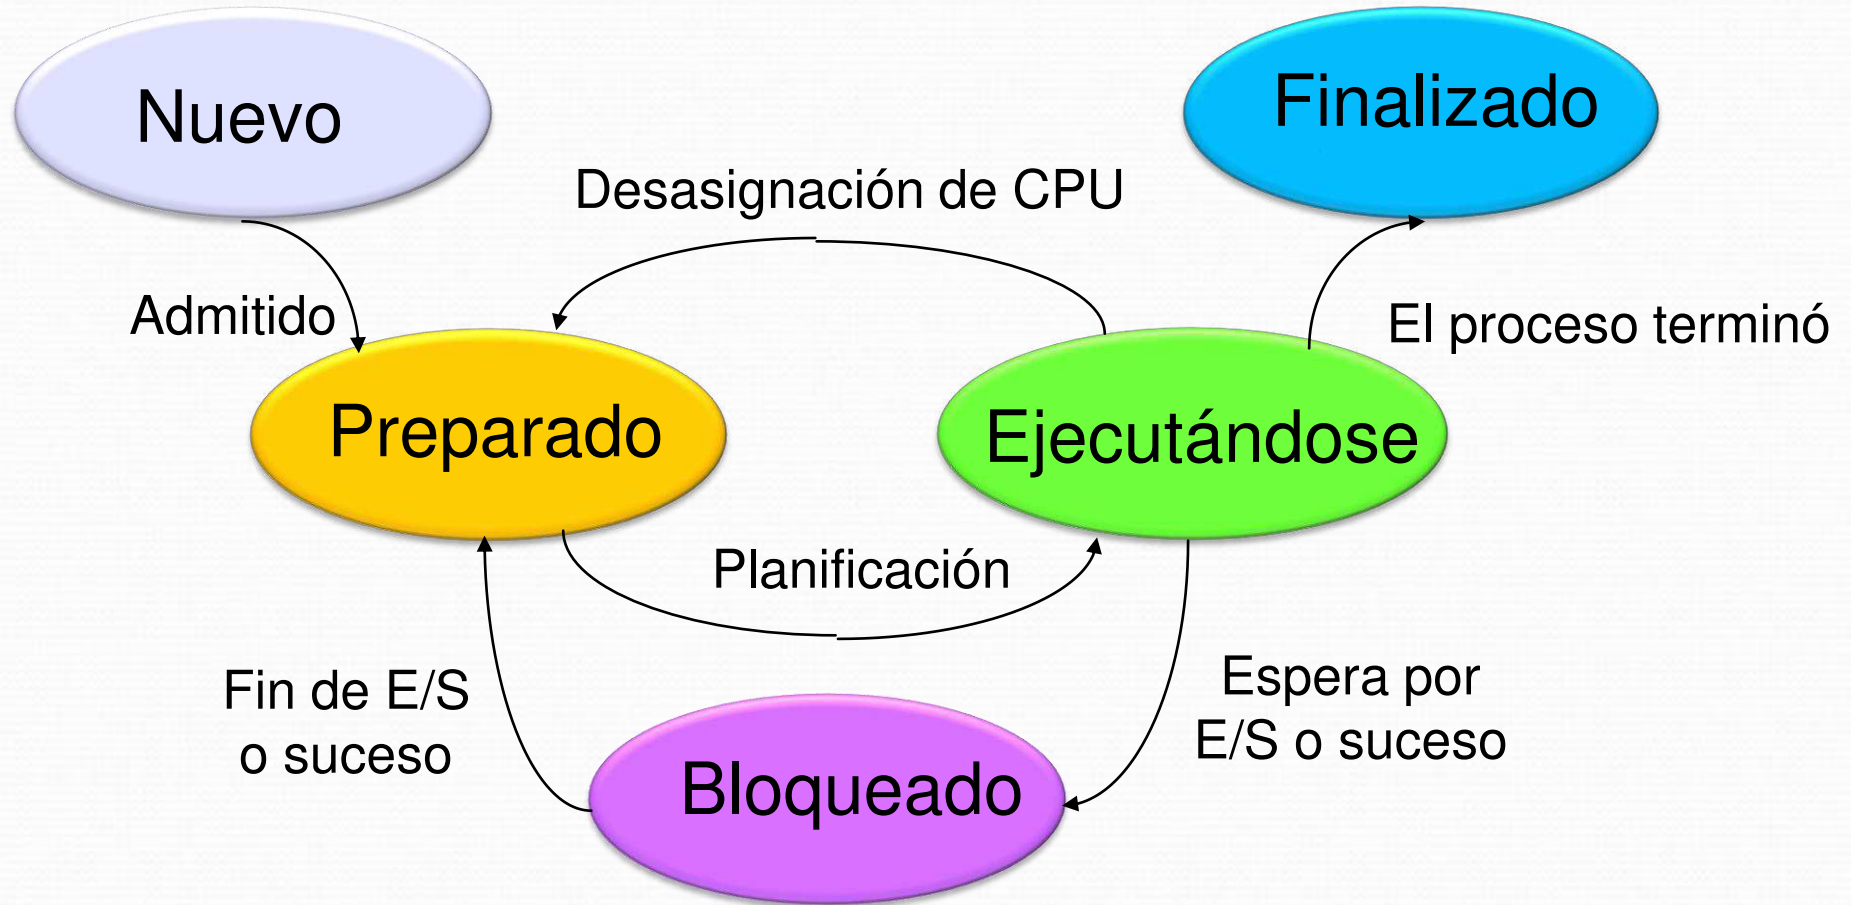 Nuevo
Finalizado
Desasignación de CPU
Admitido
El proceso terminó
Preparado
Ejecutándose
Planificación
Fin de E/S
o suceso
Espera por
E/S o suceso
Bloqueado